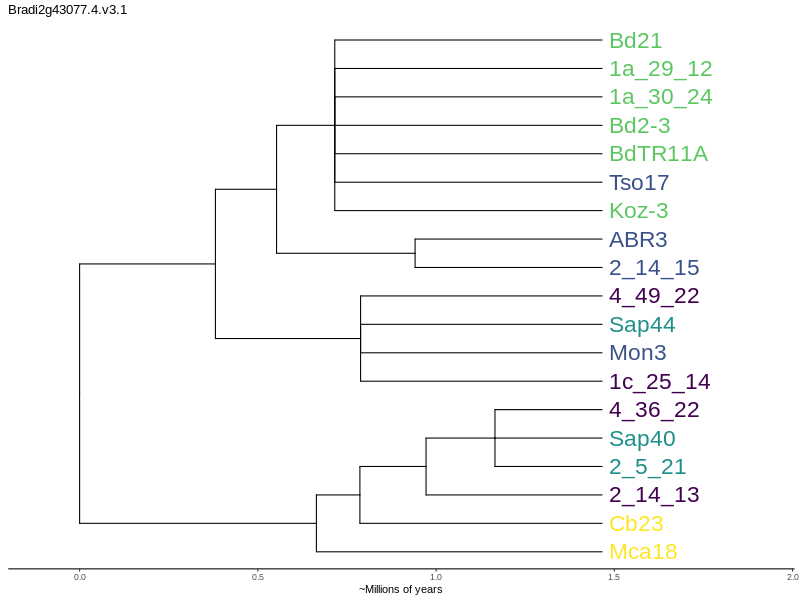 Bradi2g43077.4.v3.1
Bd21
1a_29_12
1a_30_24
Bd2-3
BdTR11A
Tso17
Koz-3
ABR3
2_14_15
4_49_22
Sap44
Mon3
1c_25_14
4_36_22
Sap40
2_5_21
2_14_13
Cb23
Mca18
0.0 0.5 1.0 1.5 2.0
~Millions of years